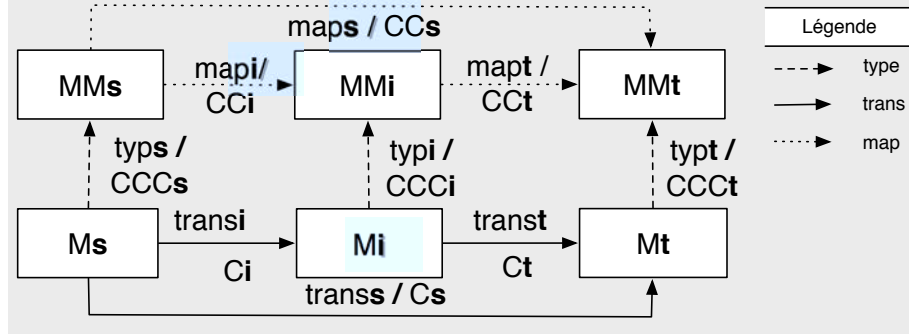 maps / CCs
Légende
MMs
mapi/
CCi
MMi
mapt /
CCt
MMt
type
trans
map
typs /
CCCs
typi /
CCCi
typt /
CCCt
Ms
transi
Ci
Mi
transt
Ct
Mt
transs / Cs